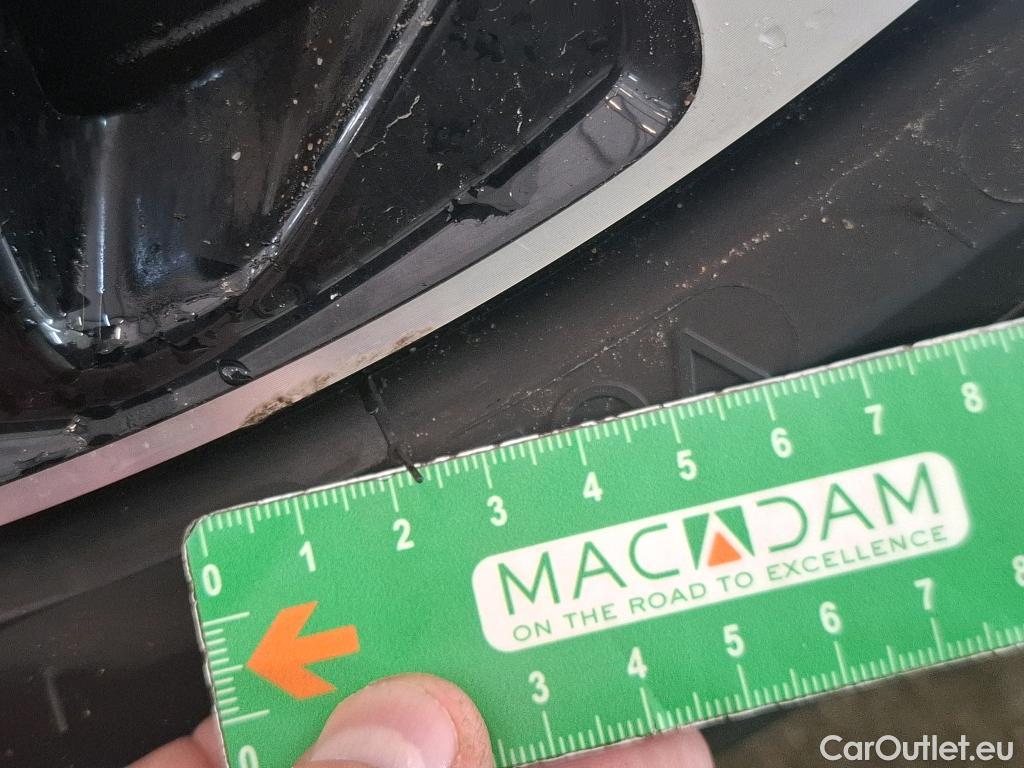 0 1 2 3 4 5 6 7 8
MACADAM
ON THE ROAD TO EXCELLENCE
0 3 4 5 6 7 8
CarOutlet.eu